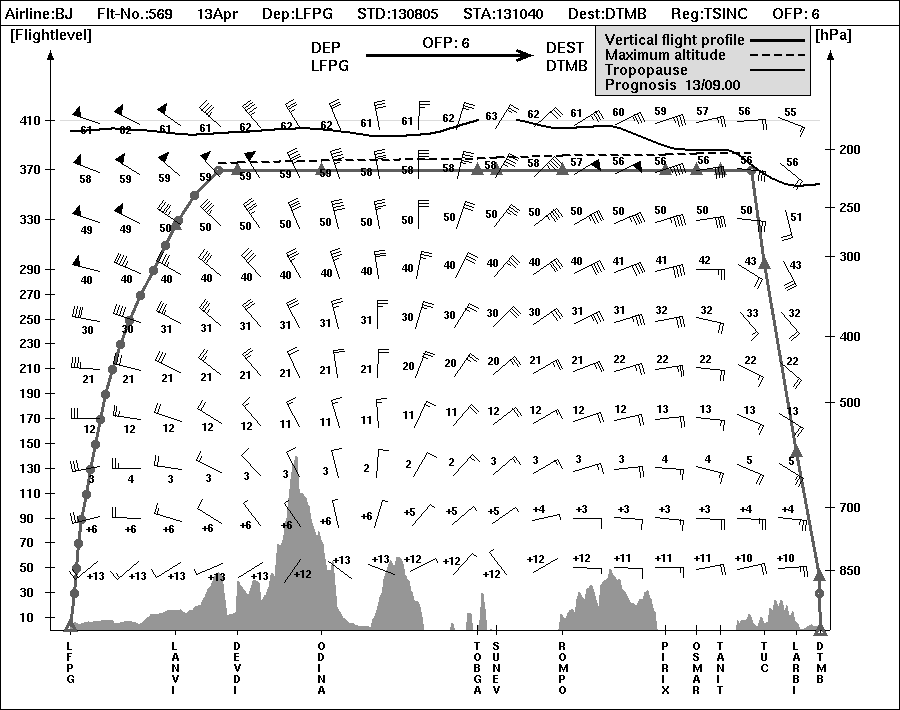 Airline:BJ Flt-No.:569 13Apr Dep:LFPG STD:130805 STA:131040 Dest:DTMB Reg:TSINC OFP: 6
[Flightlevel]
[hPa]
DEP OFP: 6 DEST
LFPG DTMB
Vertical flight profile
Maximum altitude
Tropopause
Prognosis 13/09.00
410 61 62 61 61 62 62 62 61 61 62 63 62 61 60 59 57 56 55
200
370 58 59 59 59 59 59 59 58 58 58 58 58 57 56 56 56 56 56
250
330 49 49 50 50 50 50 50 50 50 50 50 50 50 50 50 50 50 51
300
290 40 40 40 40 40 40 40 40 40 40 40 40 40 41 41 42 43 43
270
250 30 30 31 31 31 31 31 31 30 30 30 30 31 31 32 32 33 32
230 400
210 21 21 21 21 21 21 21 21 20 20 20 21 21 22 22 22 22 22
190
500
170 12 12 12 12 12 11 11 11 11 11 12 12 12 12 13 13 13 13
150
130 3 4 3 3 3 3 3 2 2 2 3 3 3 3 4 4 5 5
110
700
90 +6 +6 +6 +6 +6 +6 +6 +6 +5 +5 +5 +4 +3 +3 +3 +3 +4 +4
70
50 +13 +13 +13 +13 +13 +12 +13 +13 +12 +12 +12 +12 +12 +11 +11 +11 +10 +10
850
30
10
LFPG
LANVI
DEVDI
ODINA
TOBGA
SUNEV
ROMPO
PIRIX
OSMAR
TANIT
TUC
LARBI
DTMB